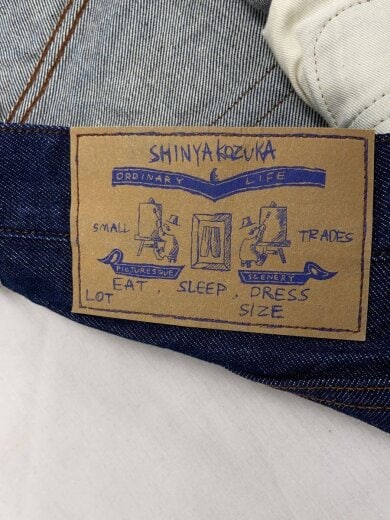 SHINYAKOZUKA
ORDINARY LIFE
SMALL TRADES
PICTURESQUE SCENERY
EAT . SLEEP . DRESS
LOT SIZE